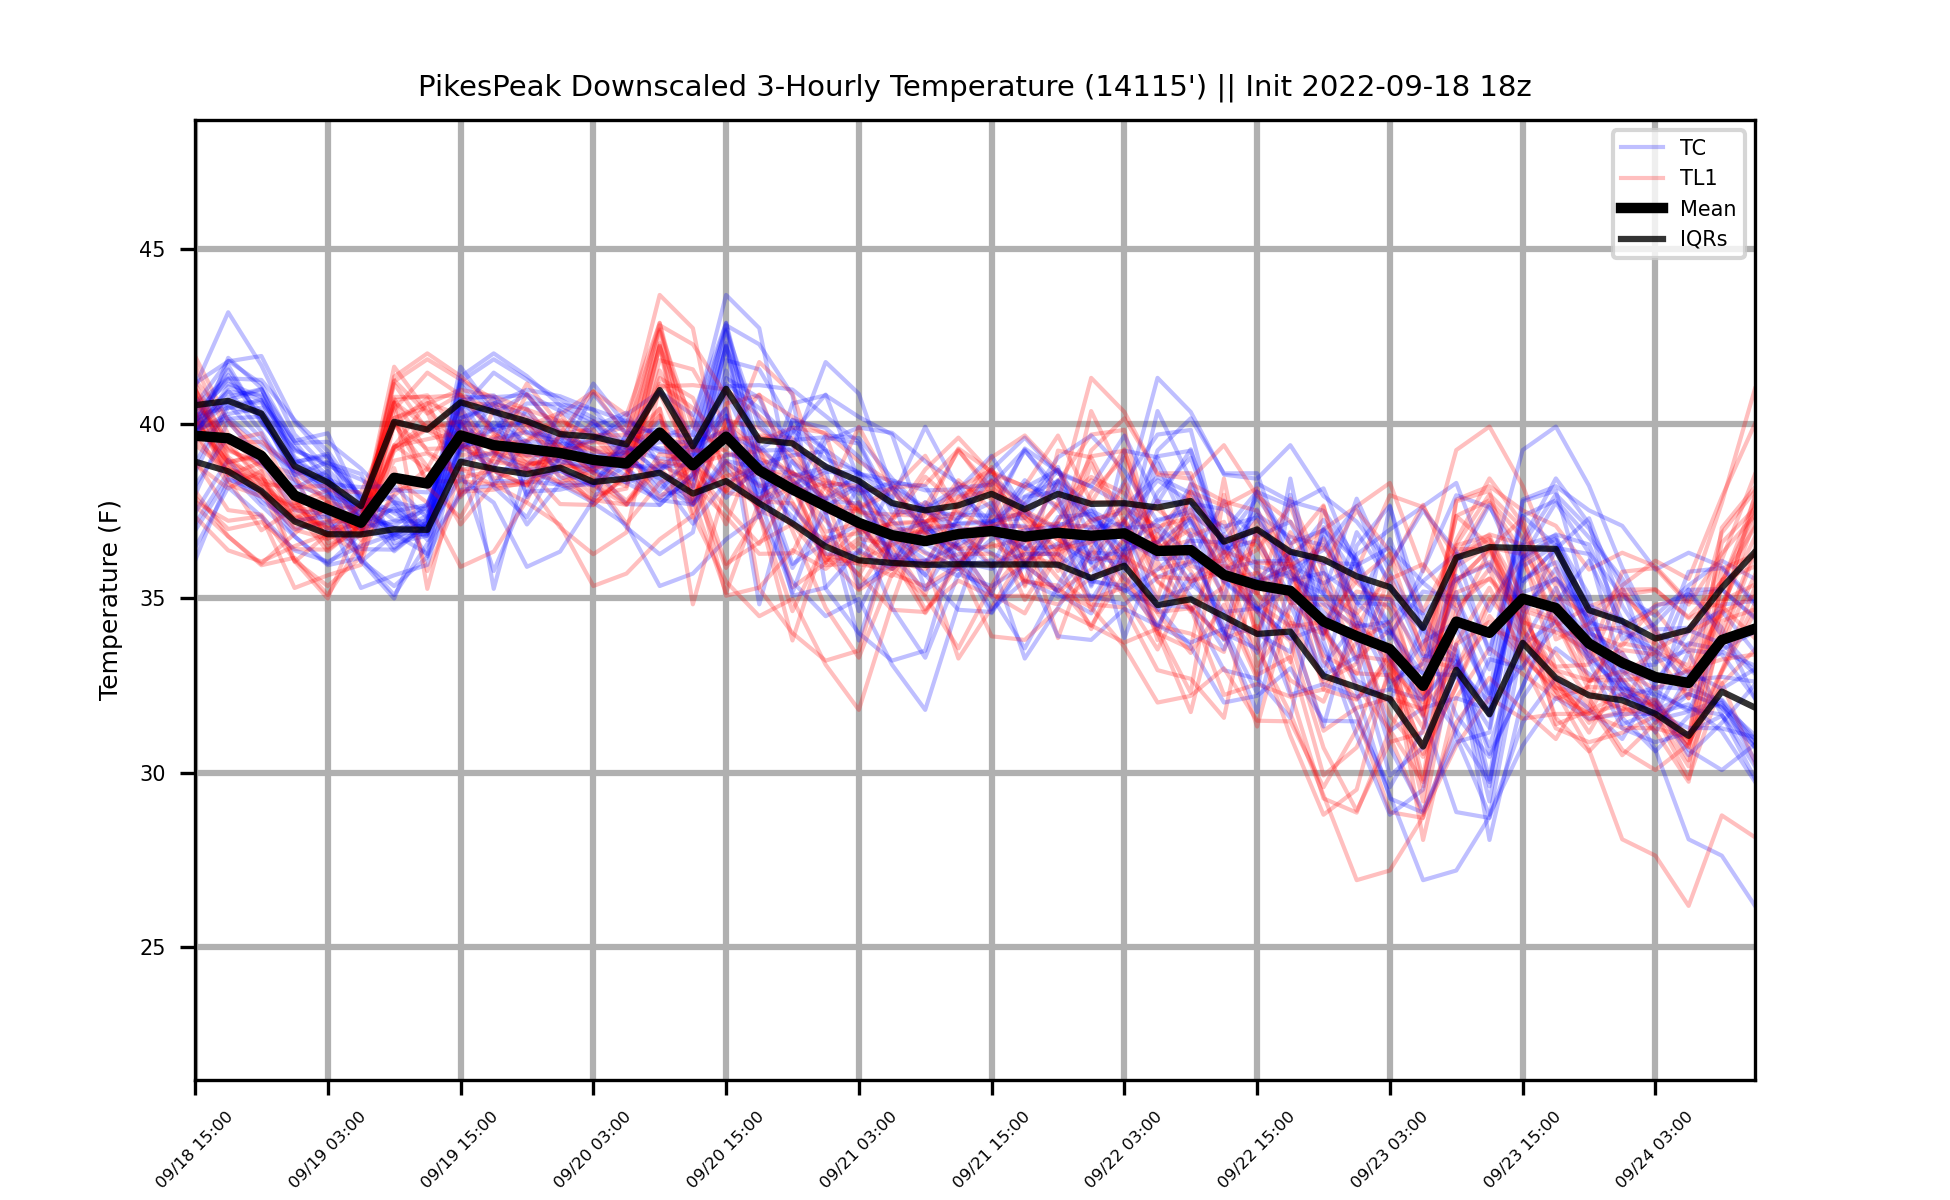 PikesPeak Downscaled 3-Hourly Temperature (14115') || Init 2022-09-18 18z
TC
TL1
Mean
IQRs
Temperature (F)
45
40
35
30
25
09/18 15:00
09/19 03:00
09/19 15:00
09/20 03:00
09/20 15:00
09/21 03:00
09/21 15:00
09/22 03:00
09/22 15:00
09/23 03:00
09/23 15:00
09/24 03:00